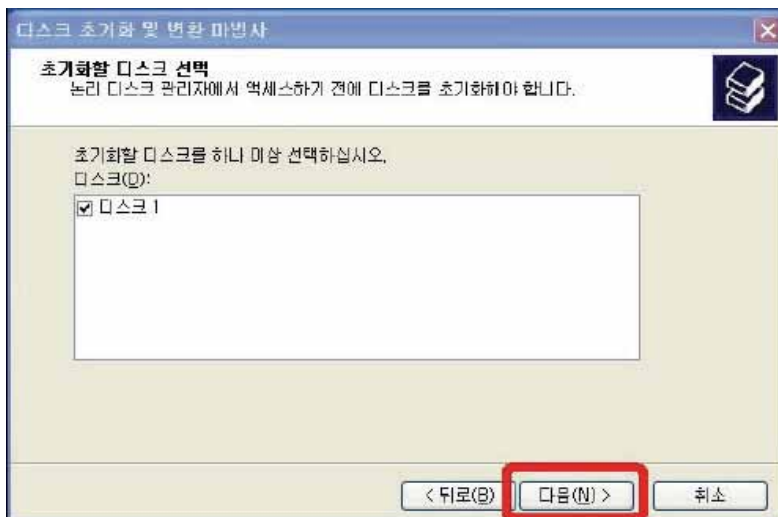 디스크 초기화 및 변환 마법사
초기화할 디스크 선택
논리 디스크 관리자에서 액세스하기 전에 디스크를 초기화해야 합니다.
초기화할 디스크를 하나 이상 선택하십시오.
디스크(D):
디스크 1
< 뒤로(B) 다음(N) > 취소